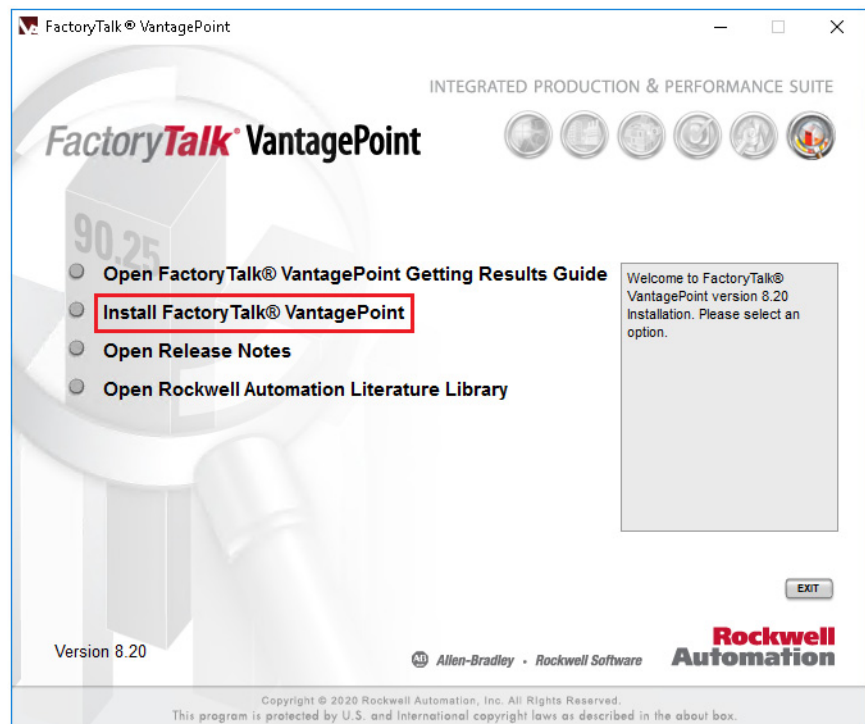 FactoryTalk® VantagePoint
INTEGRATED PRODUCTION & PERFORMANCE SUITE
FactoryTalk® VantagePoint
90.25
Open FactoryTalk® VantagePoint Getting Results Guide
Install FactoryTalk® VantagePoint
Open Release Notes
Open Rockwell Automation Literature Library
Welcome to FactoryTalk®
VantagePoint version 8.20
Installation. Please select an
option.
EXIT
Version 8.20
AB Allen-Bradley • Rockwell Software
Rockwell
Automation
Copyright © 2020 Rockwell Automation, Inc. All Rights Reserved.
This program is protected by U.S. and International copyright laws as described in the about box.